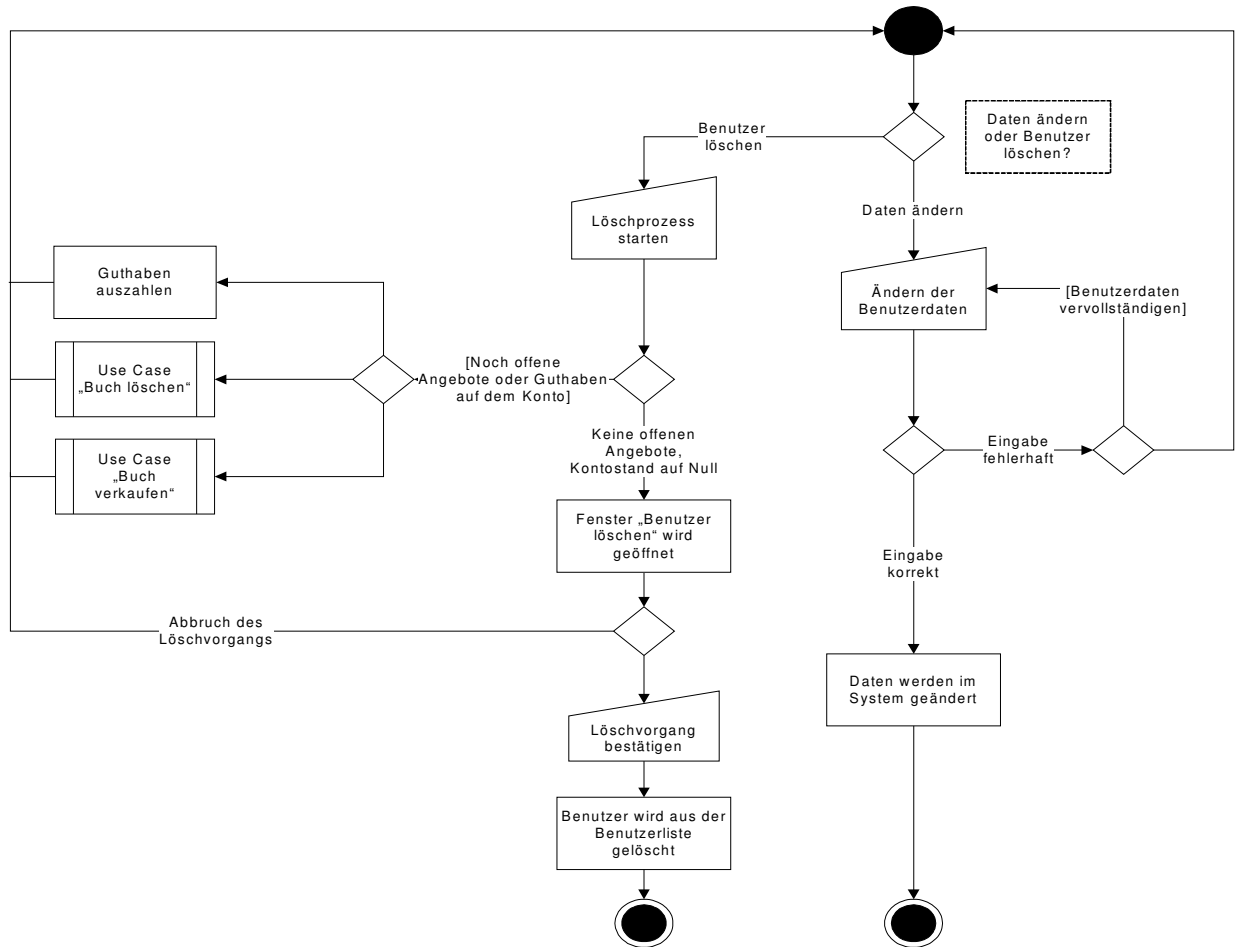 Daten ändern
oder Benutzer
löschen?
Benutzer
löschen
Löschprozess
starten
Daten ändern
Guthaben
auszahlen
Ändern der
Benutzerdaten
[Benutzerdaten
vervollständigen]
Use Case
„Buch löschen“
[Noch offene
Angebote oder Guthaben
auf dem Konto]
Keine offenen
Angebote,
Kontostand auf Null
Eingabe
fehlerhaft
Use Case
„Buch
verkaufen“
Fenster „Benutzer
löschen“ wird
geöffnet
Eingabe
korrekt
Abbruch des
Löschvorgangs
Daten werden im
System geändert
Löschvorgang
bestätigen
Benutzer wird aus der
Benutzerliste
gelöscht